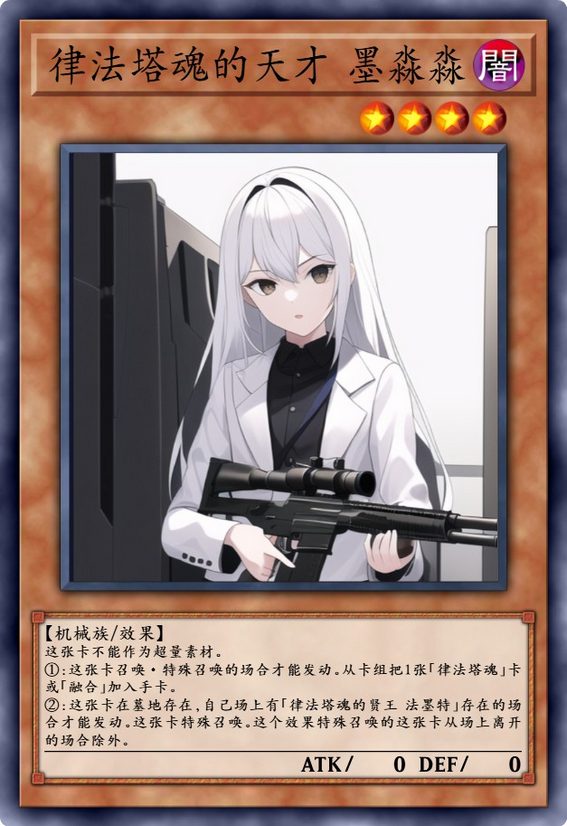 律法塔魂的天才 墨淼淼 闇
【机械族/效果】
这张卡不能作为超量素材。
①:这张卡召唤・特殊召唤的场合才能发动。从卡组把1张「律法塔魂」卡
或「融合」加入手卡。
②:这张卡在墓地存在,自己场上有「律法塔魂的贤王 法墨特」存在的场
合才能发动。这张卡特殊召唤。这个效果特殊召唤的这张卡从场上离开
的场合除外。
ATK/ 0 DEF/ 0